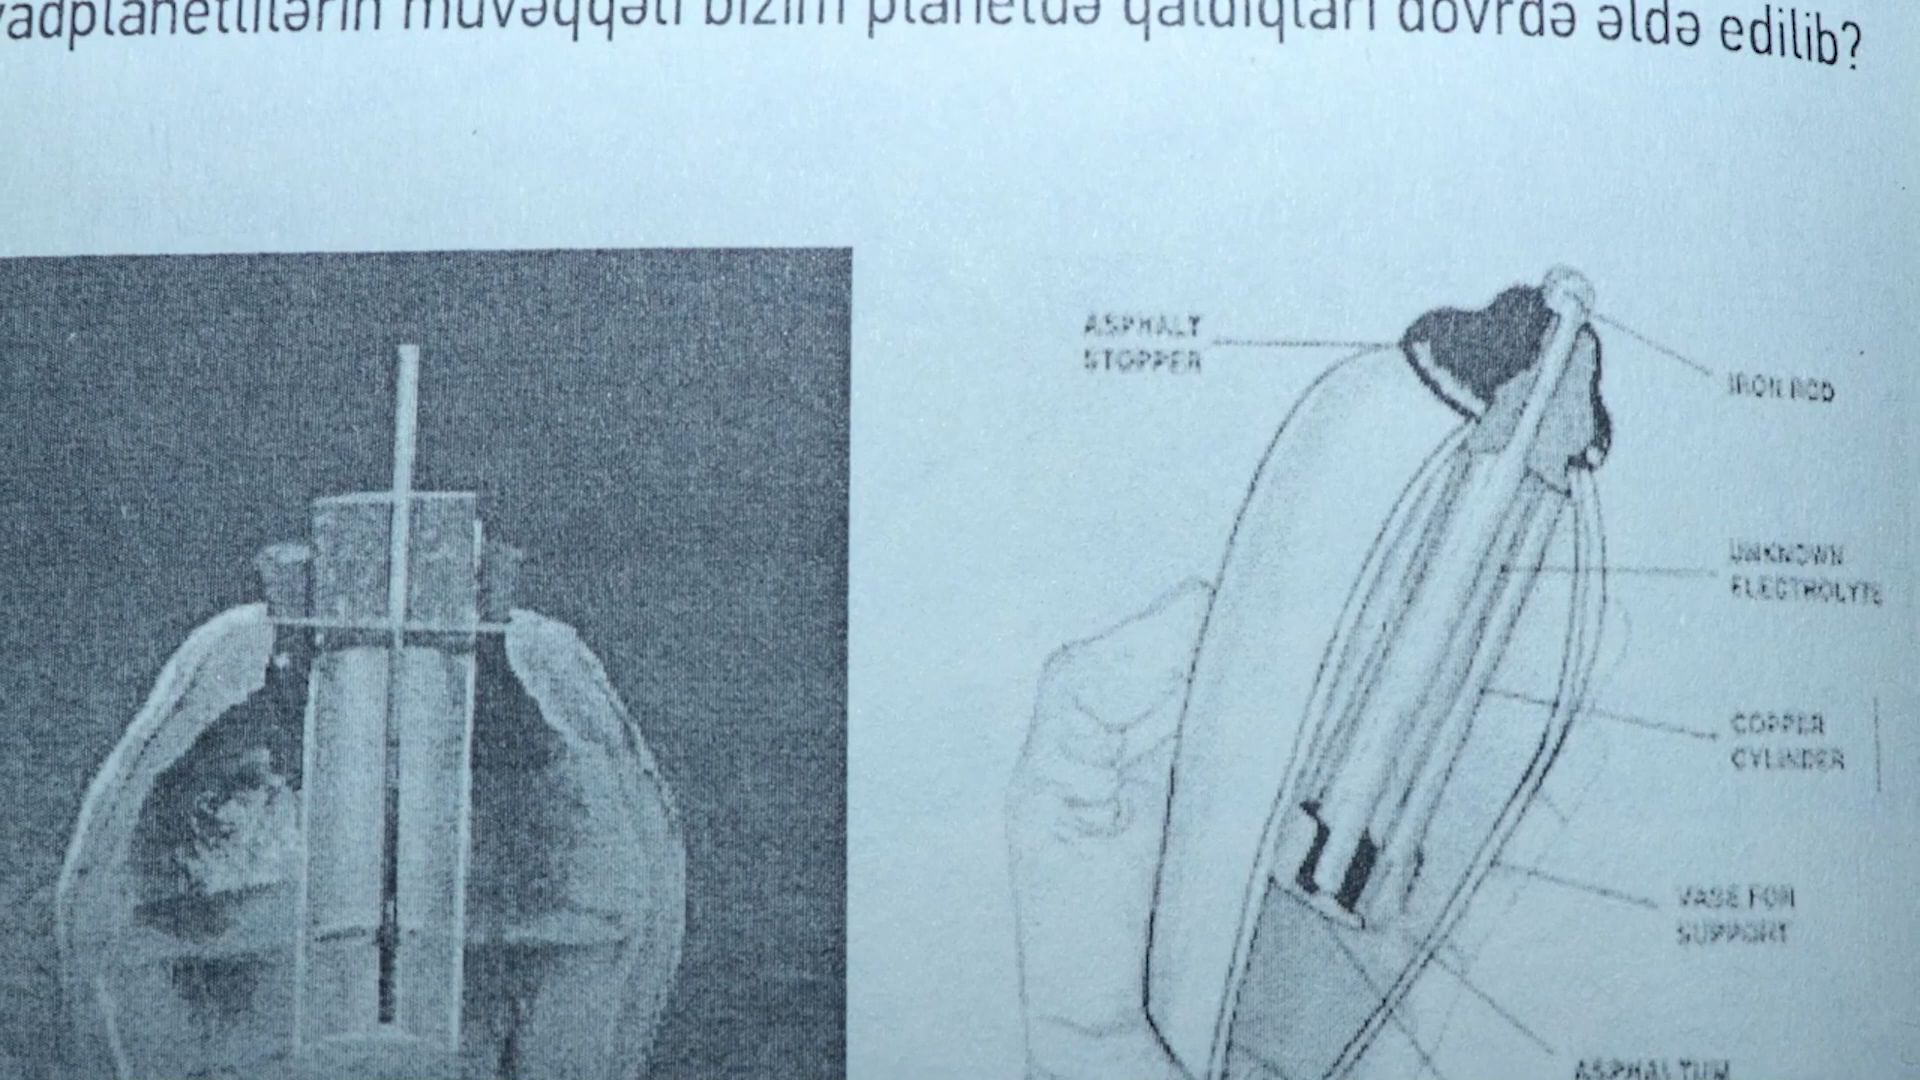 yadplanetlilərin müvəqqəti bizim planetdə qaldıqları dövrdə əldə edilib?
ASPHALT
STOPPER
IRON ROD
UNKNOWN
ELECTROLYTE
COPPER
CYLINDER
VASE FOR
SUPPORT
ASPHALTUM